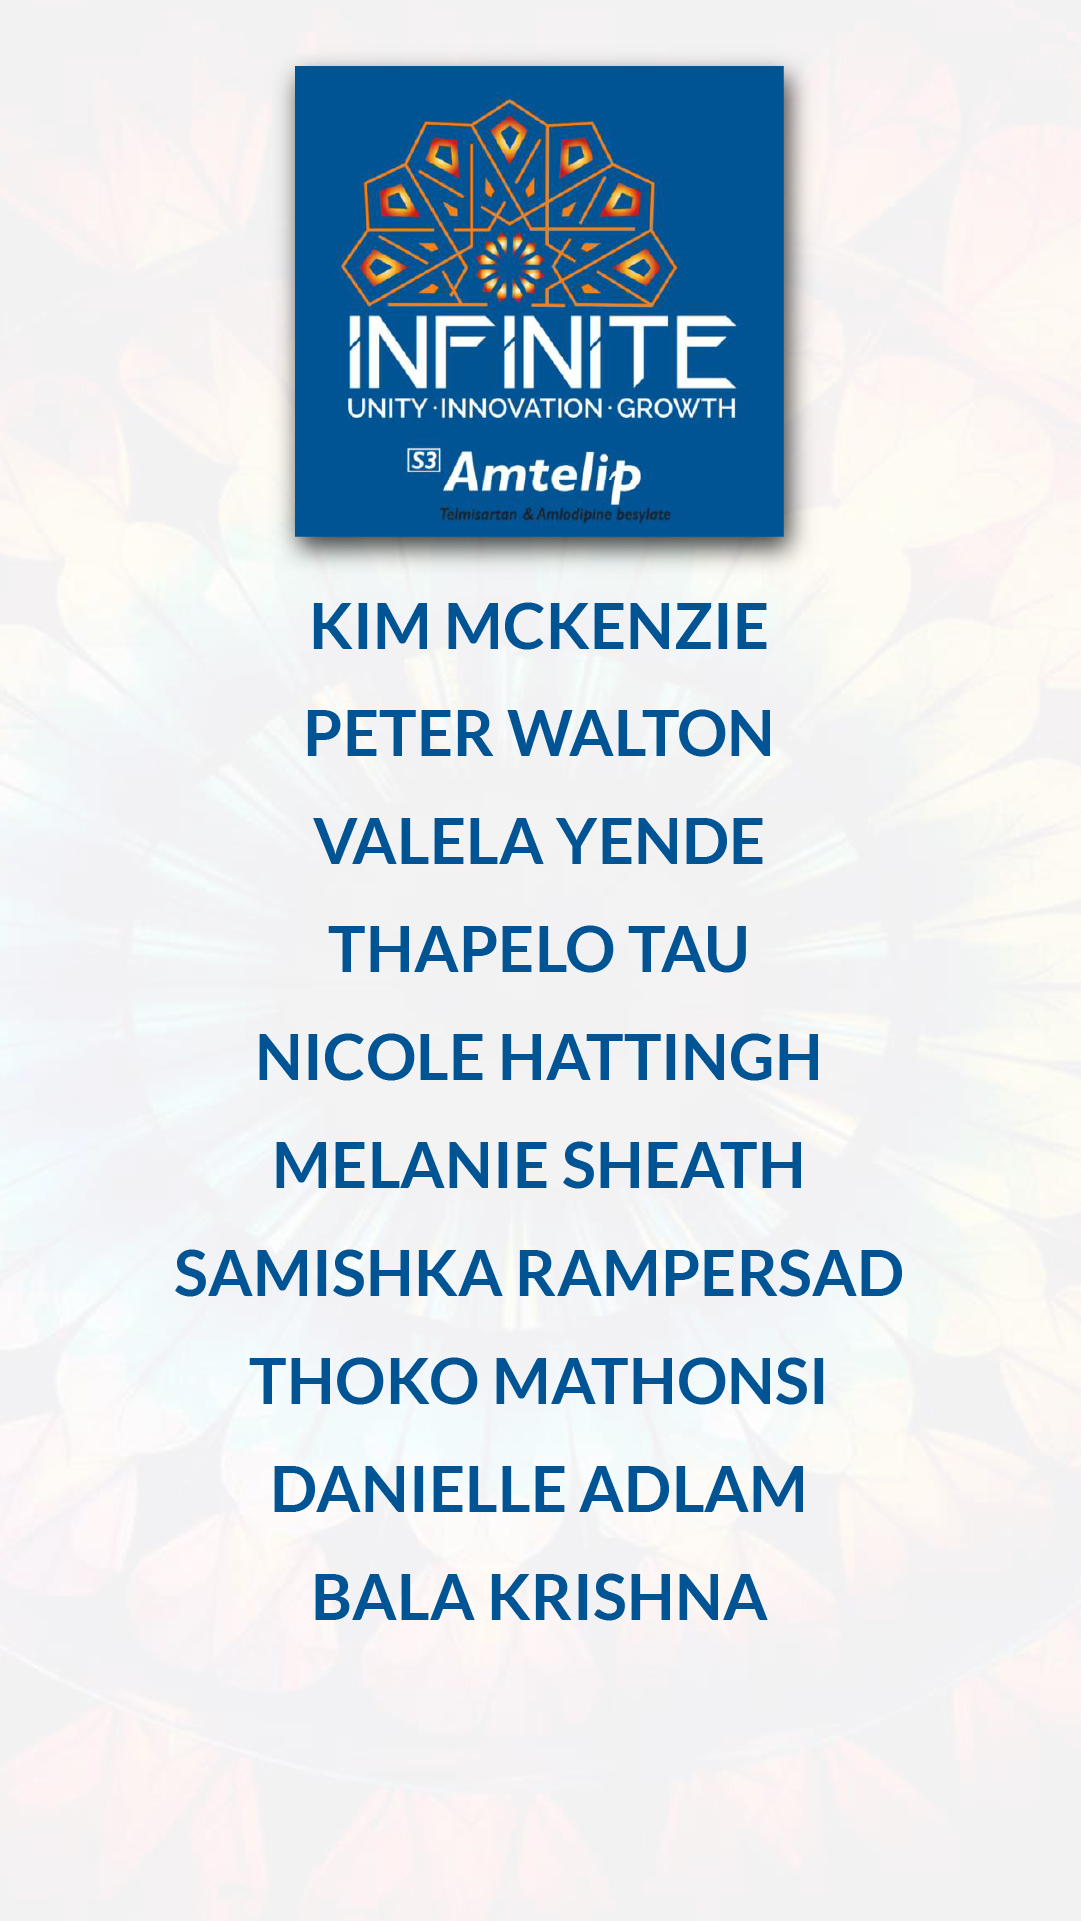 INFINITE
UNITY · INNOVATION · GROWTH
S3 Amtelip
Telmisartan & Amlodipine besylate
KIM MCKENZIE
PETER WALTON
VALELA YENDE
THAPELO TAU
NICOLE HATTINGH
MELANIE SHEATH
SAMISHKA RAMPERSAD
THOKO MATHONSI
DANIELLE ADLAM
BALA KRISHNA